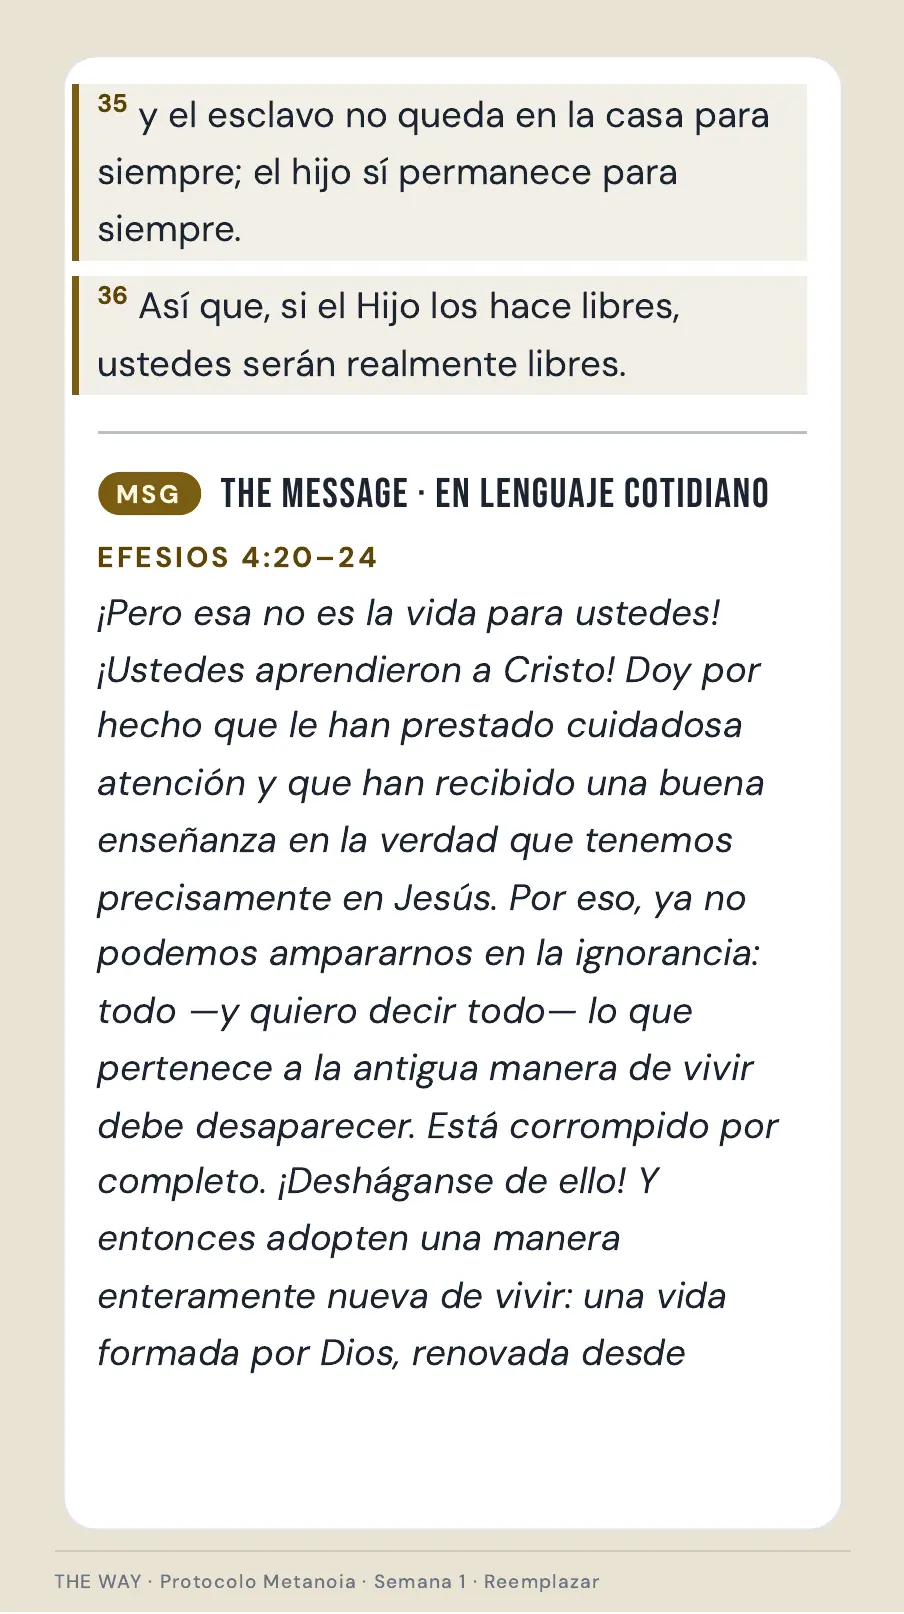 35 y el esclavo no queda en la casa para
siempre; el hijo sí permanece para
siempre.
36 Así que, si el Hijo los hace libres,
ustedes serán realmente libres.
MSG THE MESSAGE · EN LENGUAJE COTIDIANO
EFESIOS 4:20–24
¡Pero esa no es la vida para ustedes!
¡Ustedes aprendieron a Cristo! Doy por
hecho que le han prestado cuidadosa
atención y que han recibido una buena
enseñanza en la verdad que tenemos
precisamente en Jesús. Por eso, ya no
podemos ampararnos en la ignorancia:
todo —y quiero decir todo— lo que
pertenece a la antigua manera de vivir
debe desaparecer. Está corrompido por
completo. ¡Desháganse de ello! Y
entonces adopten una manera
enteramente nueva de vivir: una vida
formada por Dios, renovada desde
THE WAY · Protocolo Metanoia · Semana 1 · Reemplazar